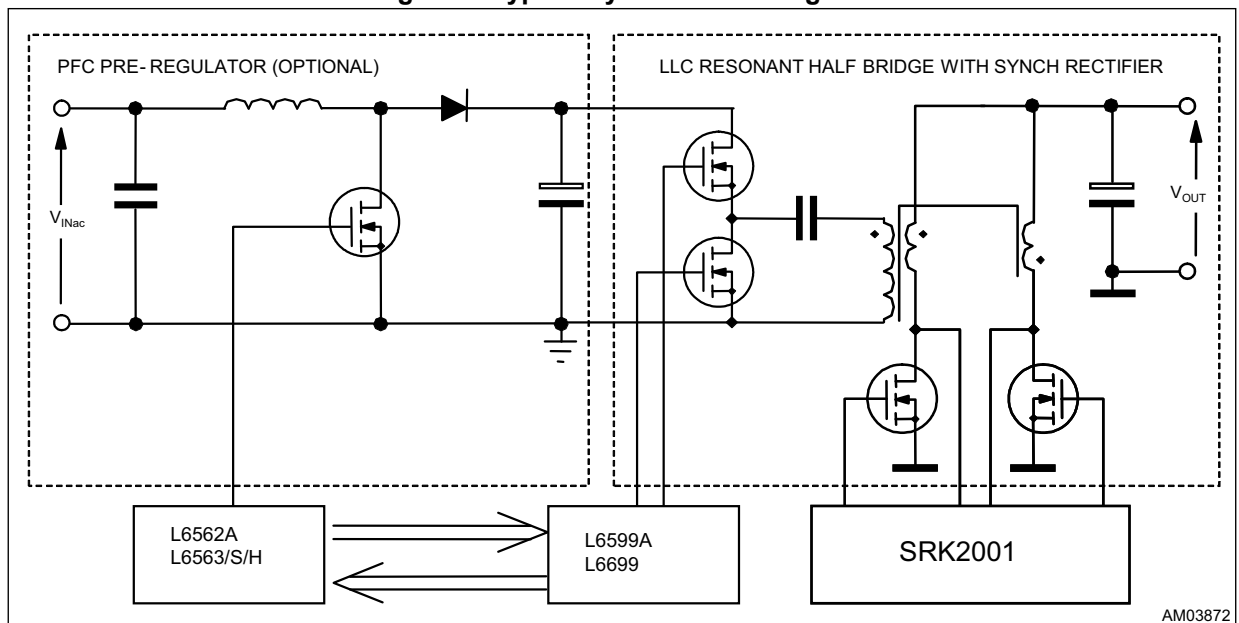 PFC PRE- REGULATOR (OPTIONAL)
LLC RESONANT HALF BRIDGE WITH SYNCH RECTIFIER
VINac
VOUT
L6562A
L6563/S/H
L6599A
L6699
SRK2001
AM03872